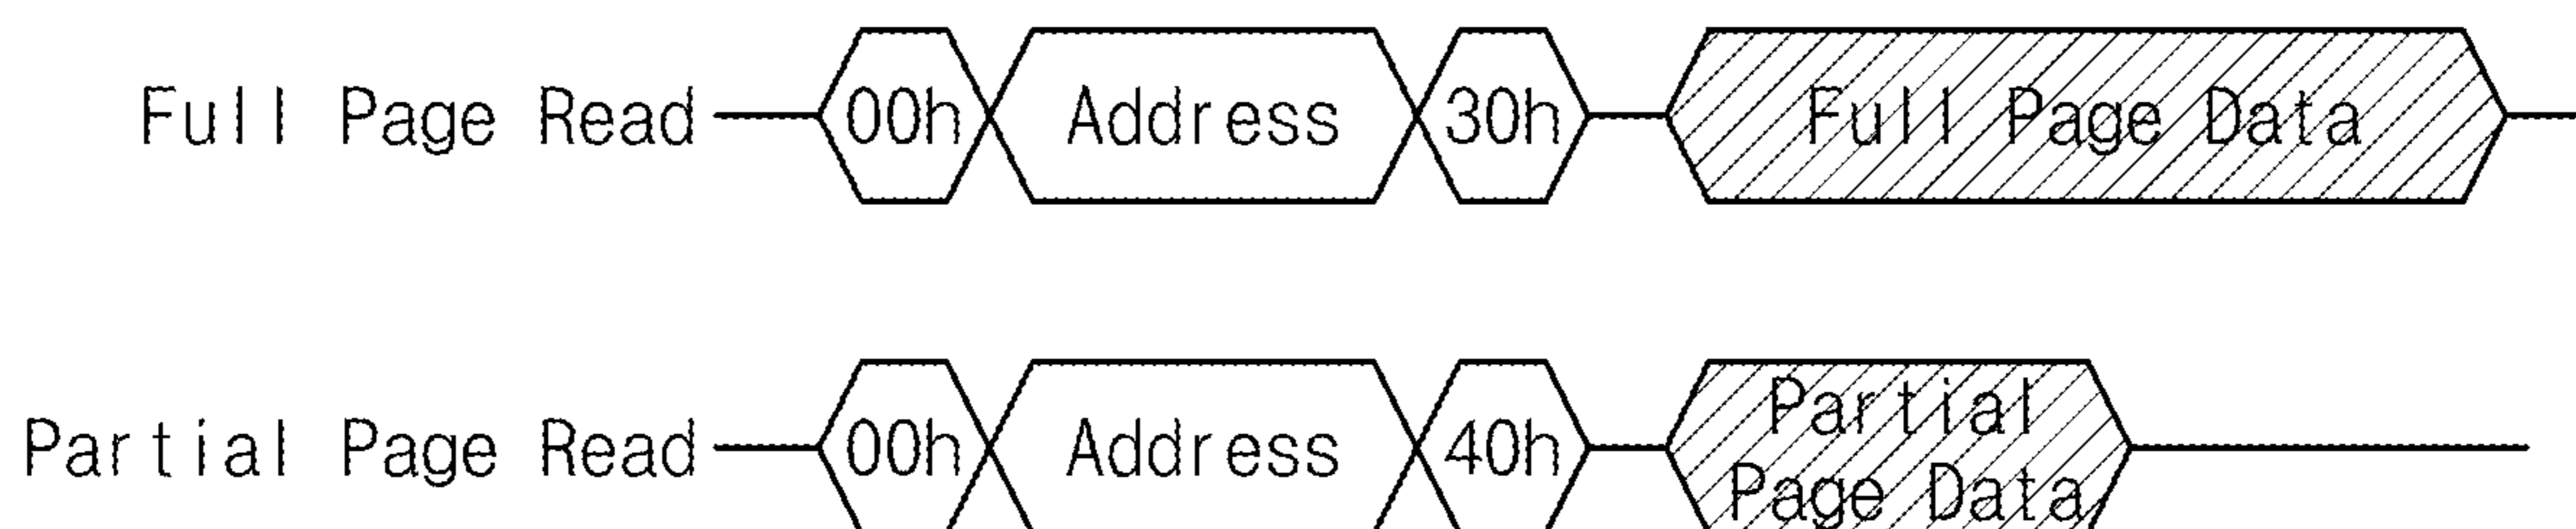 Full Page Read 00h Address 30h Full Page Data
Partial Page Read 00h Address 40h Partial
Page Data